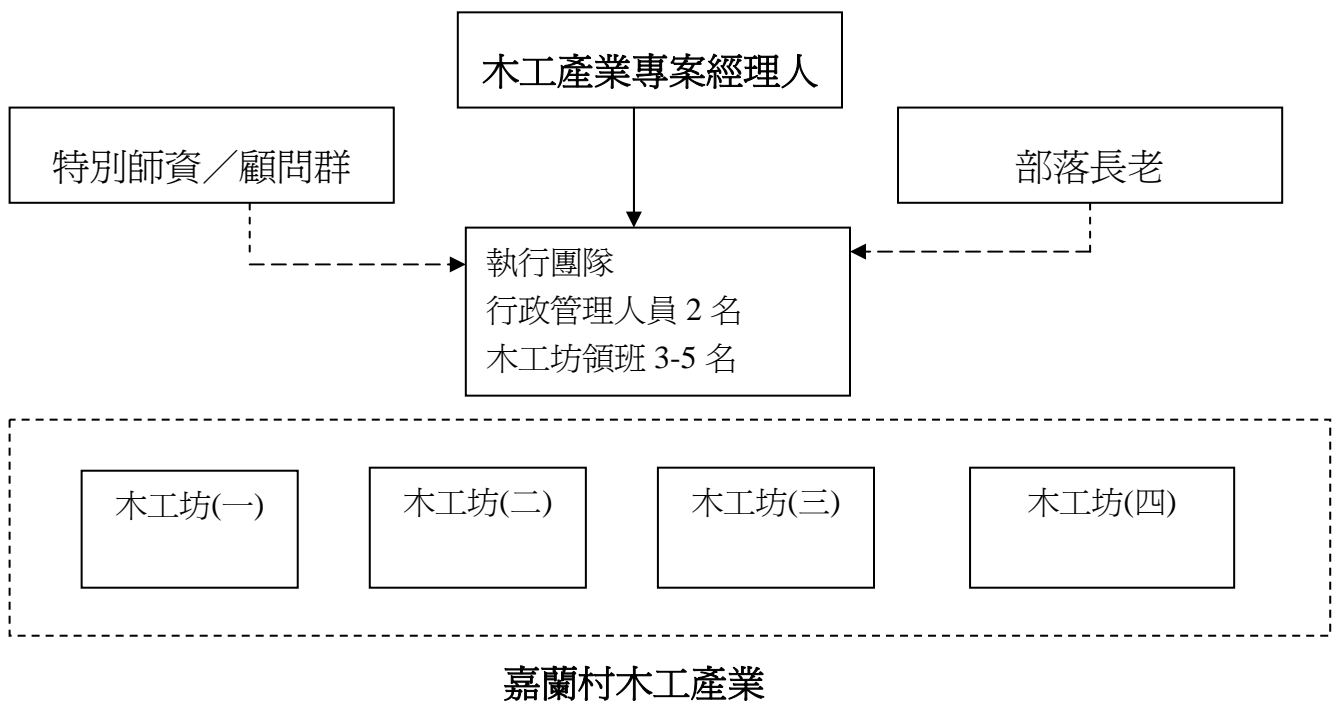 木工產業專案經理人
特別師資／顧問群
部落長老
執行團隊
行政管理人員 2 名
木工坊領班 3-5 名
木工坊(一)
木工坊(二)
木工坊(三)
木工坊(四)
嘉蘭村木工產業